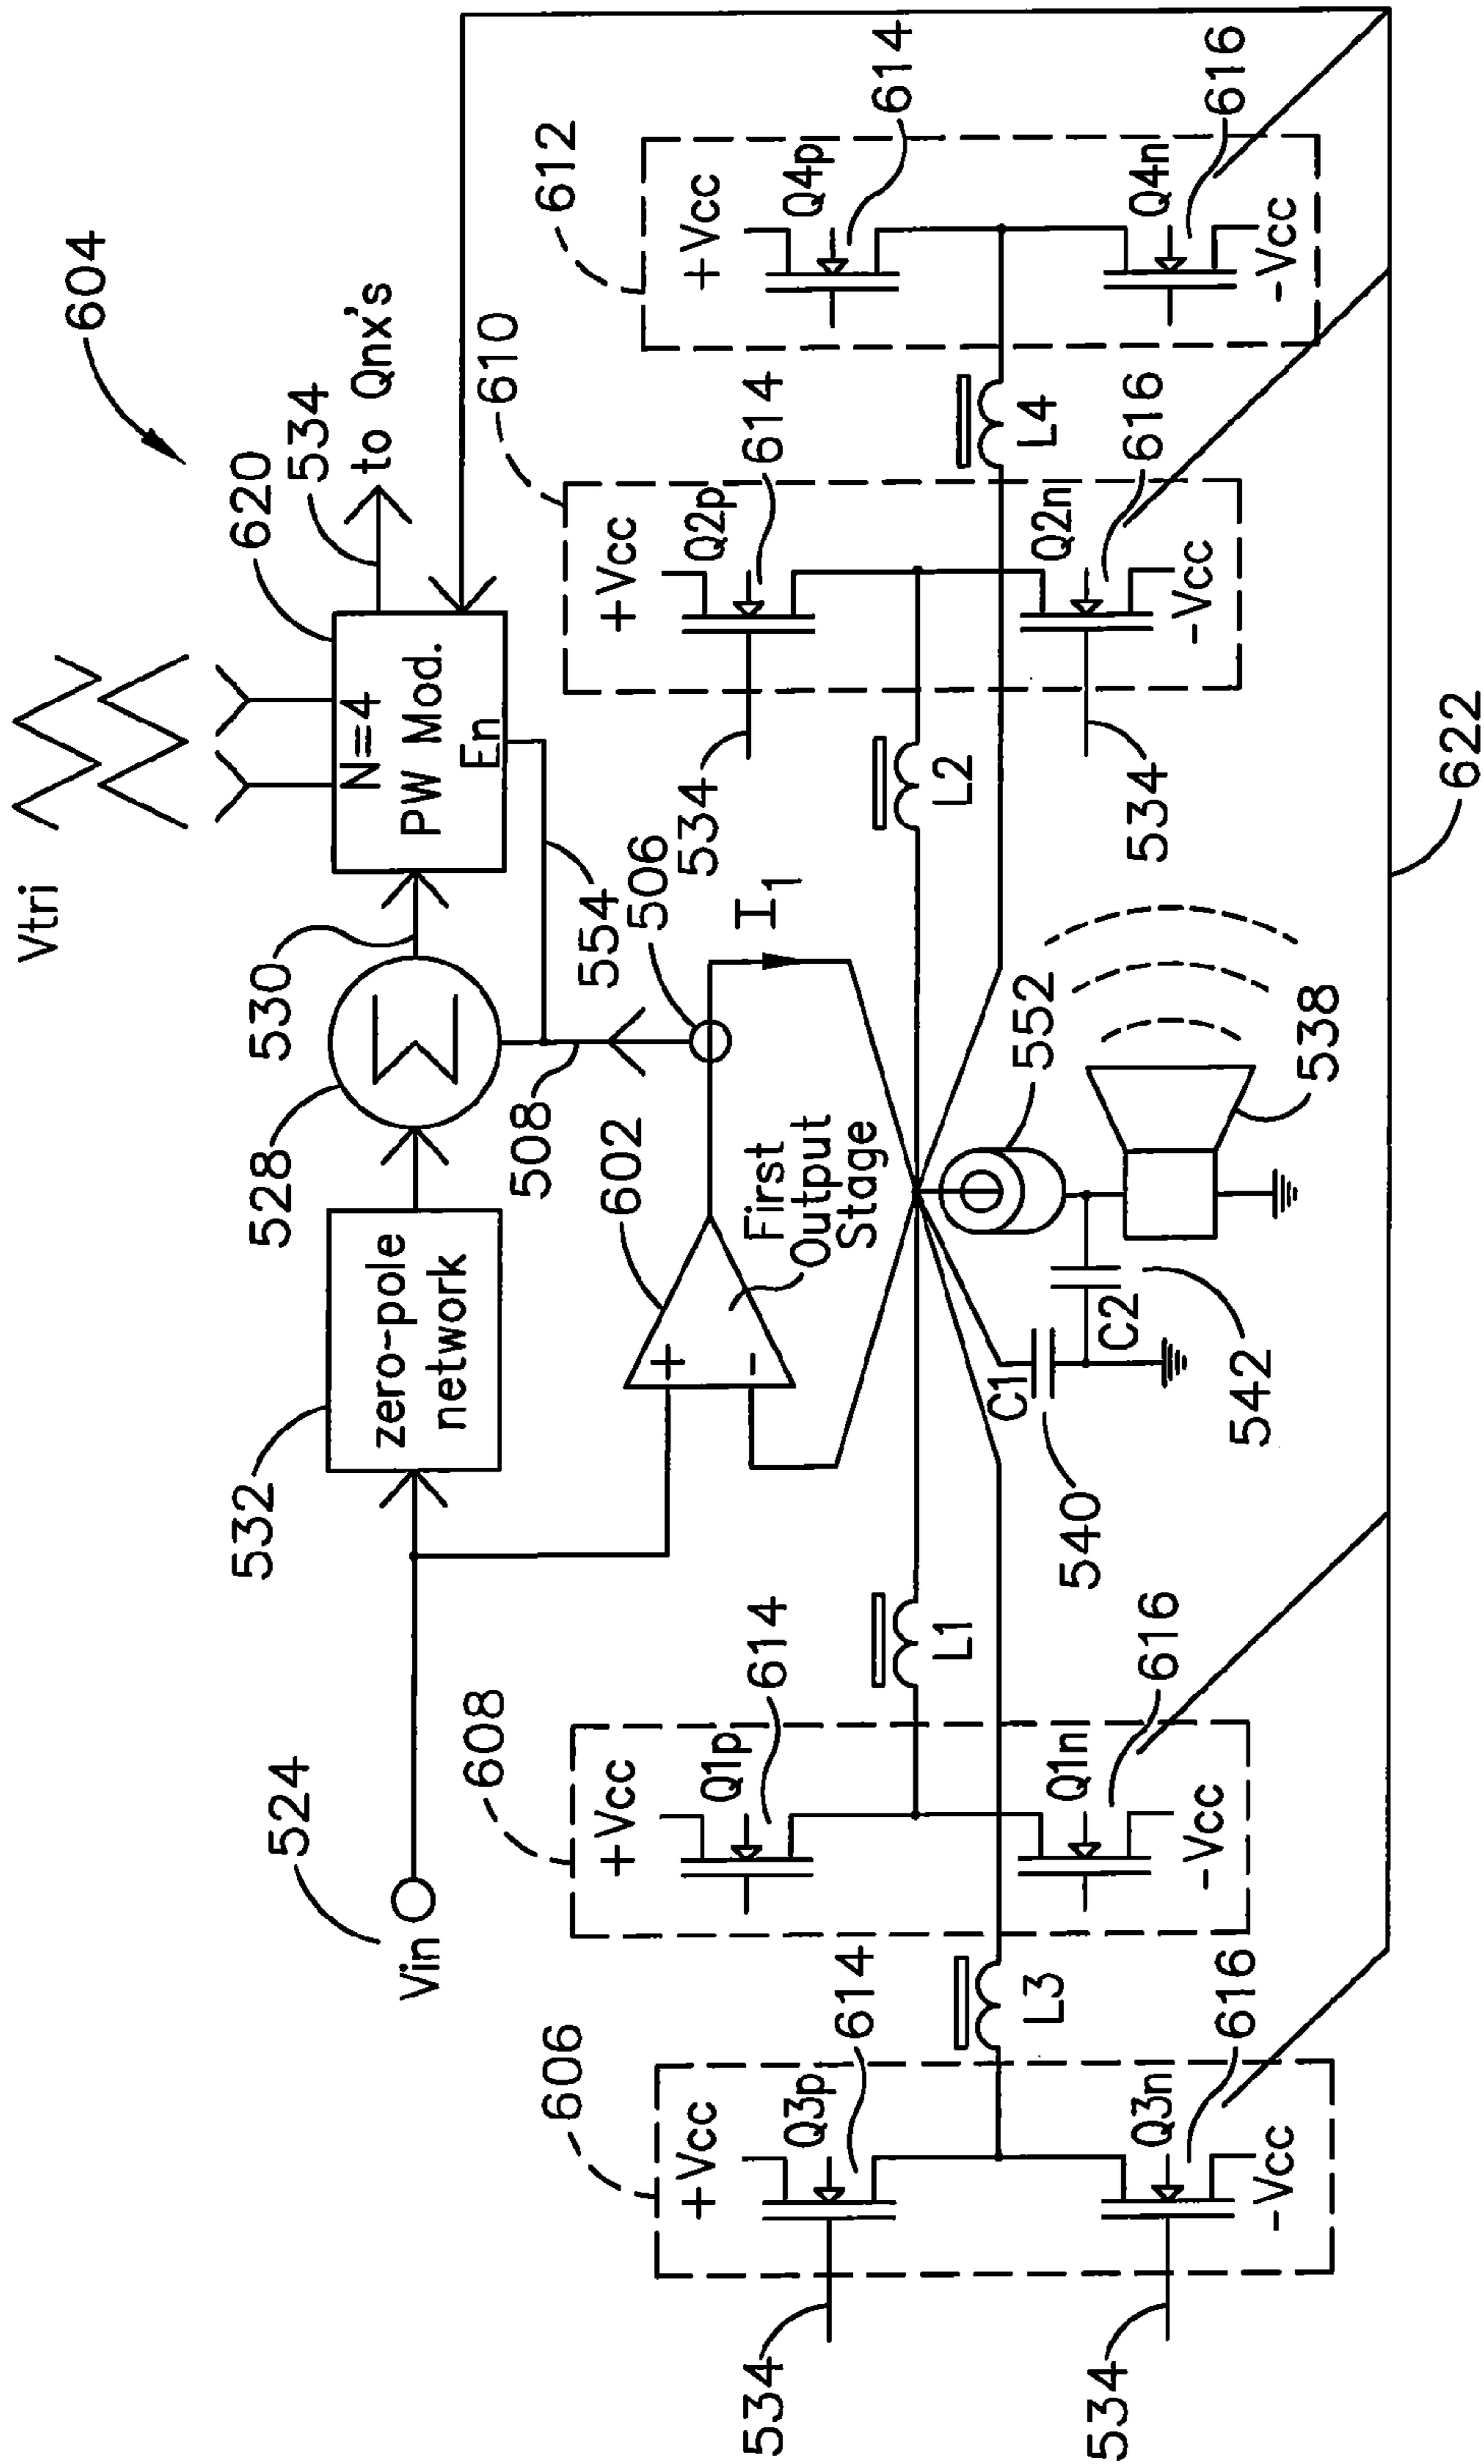 Vtri
604
620
534
to Qnx's
N=4
PW Mod.
En
530
528
532
zero-pole
network
Σ
524
Vin
508
554
506
602
+
-
First
Output
Stage
I1
606
+Vcc
Q3p
614
Q3n
616
-Vcc
534
534
L3
608
+Vcc
Q1p
614
Q1n
616
-Vcc
L1
610
+Vcc
Q2p
614
Q2n
616
-Vcc
534
534
L2
612
+Vcc
Q4p
614
Q4n
616
-Vcc
L4
552
C1
540
C2
542
538
622